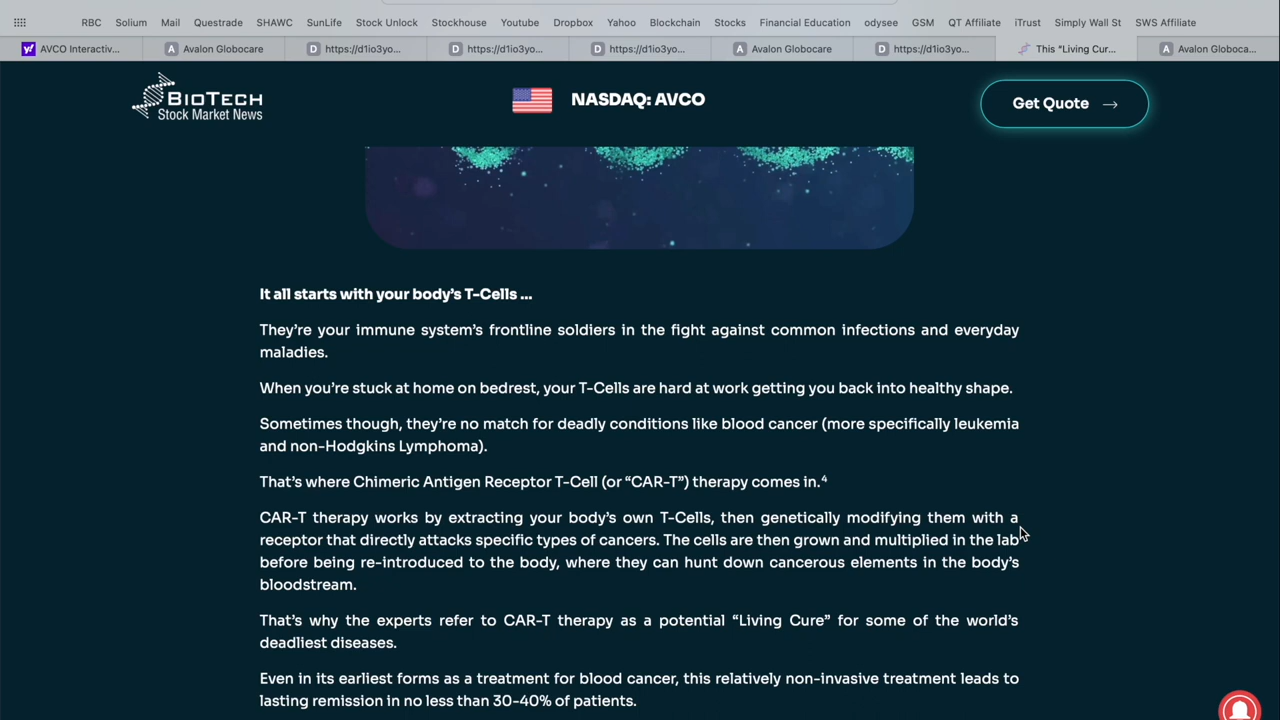 RBC Solium Mail Questrade SHAWC SunLife Stock Unlock Stockhouse Youtube Dropbox Yahoo Blockchain Stocks Financial Education odysee GSM QT Affiliate iTrust Simply Wall St SWS Affiliate
AVCO Interactiv... Avalon Globocare https://d1io3yo... https://d1io3yo... https://d1io3yo... Avalon Globocare https://d1io3yo... This "Living Cur... Avalon Globoca...
BIOTECH
Stock Market News
NASDAQ: AVCO
Get Quote →
It all starts with your body's T-Cells ...
They're your immune system's frontline soldiers in the fight against common infections and everyday
maladies.
When you're stuck at home on bedrest, your T-Cells are hard at work getting you back into healthy shape.
Sometimes though, they're no match for deadly conditions like blood cancer (more specifically leukemia
and non-Hodgkins Lymphoma).
That's where Chimeric Antigen Receptor T-Cell (or “CAR-T”) therapy comes in.⁴
CAR-T therapy works by extracting your body's own T-Cells, then genetically modifying them with a
receptor that directly attacks specific types of cancers. The cells are then grown and multiplied in the lab
before being re-introduced to the body, where they can hunt down cancerous elements in the body's
bloodstream.
That's why the experts refer to CAR-T therapy as a potential “Living Cure” for some of the world's
deadliest diseases.
Even in its earliest forms as a treatment for blood cancer, this relatively non-invasive treatment leads to
lasting remission in no less than 30-40% of patients.